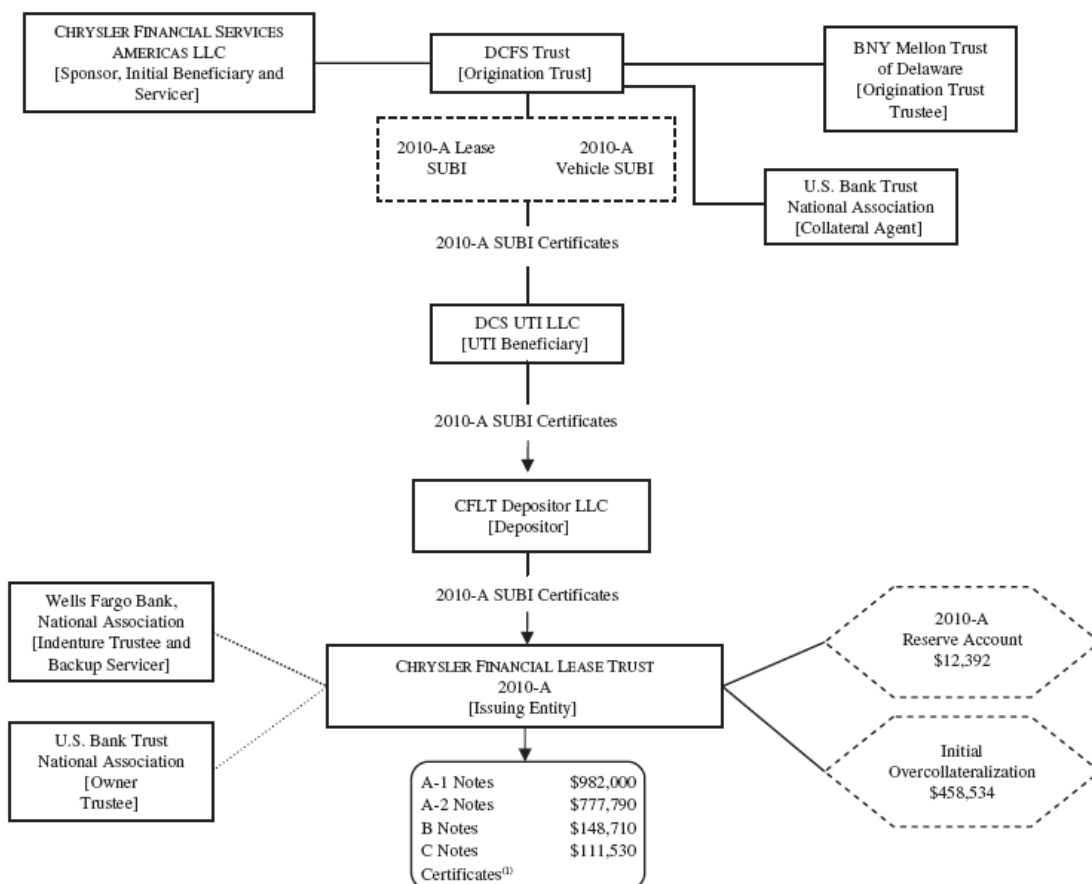 CHRYSLER FINANCIAL SERVICES
AMERICAS LLC
[Sponsor, Initial Beneficiary and
Servicer]
DCFS Trust
[Origination Trust]
BNY Mellon Trust
of Delaware
[Origination Trust
Trustee]
2010-A Lease
SUBI
2010-A
Vehicle SUBI
U.S. Bank Trust
National Association
[Collateral Agent]
2010-A SUBI Certificates
DCS UTI LLC
[UTI Beneficiary]
2010-A SUBI Certificates
CFLT Depositor LLC
[Depositor]
2010-A SUBI Certificates
Wells Fargo Bank,
National Association
[Indenture Trustee and
Backup Servicer]
CHRYSLER FINANCIAL LEASE TRUST
2010-A
[Issuing Entity]
2010-A
Reserve Account
$12,392
U.S. Bank Trust
National Association
[Owner
Trustee]
Initial
Overcollateralization
$458,534
A-1 Notes $982,000
A-2 Notes $777,790
B Notes $148,710
C Notes $111,530
Certificates(1)